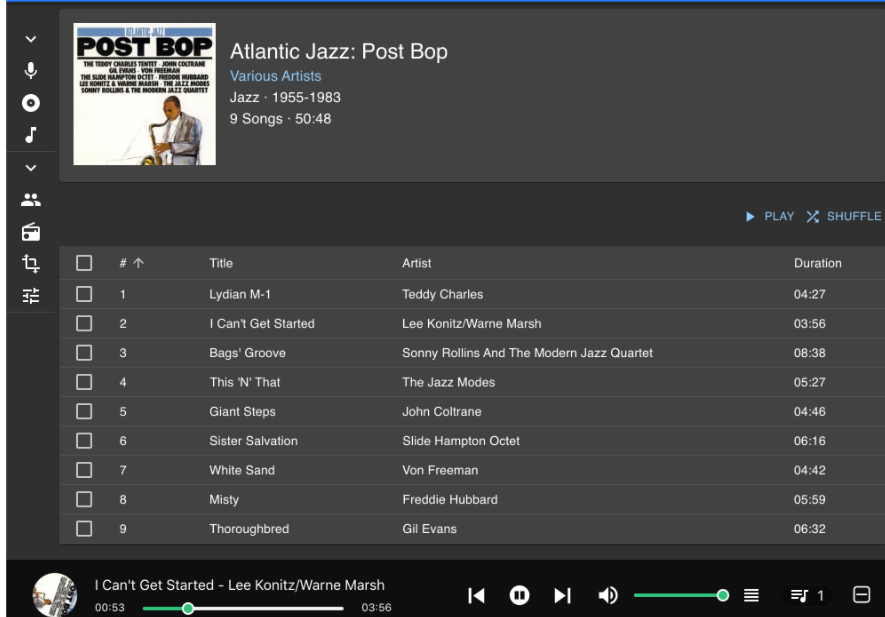 ATLANTIC JAZZ
POST BOP
THE TEDDY CHARLES TENTET · JOHN COLTRANE
GIL EVANS · VON FREEMAN
THE SLIDE HAMPTON OCTET · FREDDIE HUBBARD
LEE KONITZ & WARNE MARSH · THE JAZZ MODES
SONNY ROLLINS & THE MODERN JAZZ QUARTET
Atlantic Jazz: Post Bop
Various Artists
Jazz · 1955-1983
9 Songs · 50:48
PLAY SHUFFLE
# Title Artist Duration
1 Lydian M-1 Teddy Charles 04:27
2 I Can't Get Started Lee Konitz/Warne Marsh 03:56
3 Bags' Groove Sonny Rollins And The Modern Jazz Quartet 08:38
4 This 'N' That The Jazz Modes 05:27
5 Giant Steps John Coltrane 04:46
6 Sister Salvation Slide Hampton Octet 06:16
7 White Sand Von Freeman 04:42
8 Misty Freddie Hubbard 05:59
9 Thoroughbred Gil Evans 06:32
I Can't Get Started - Lee Konitz/Warne Marsh
00:53 03:56
1